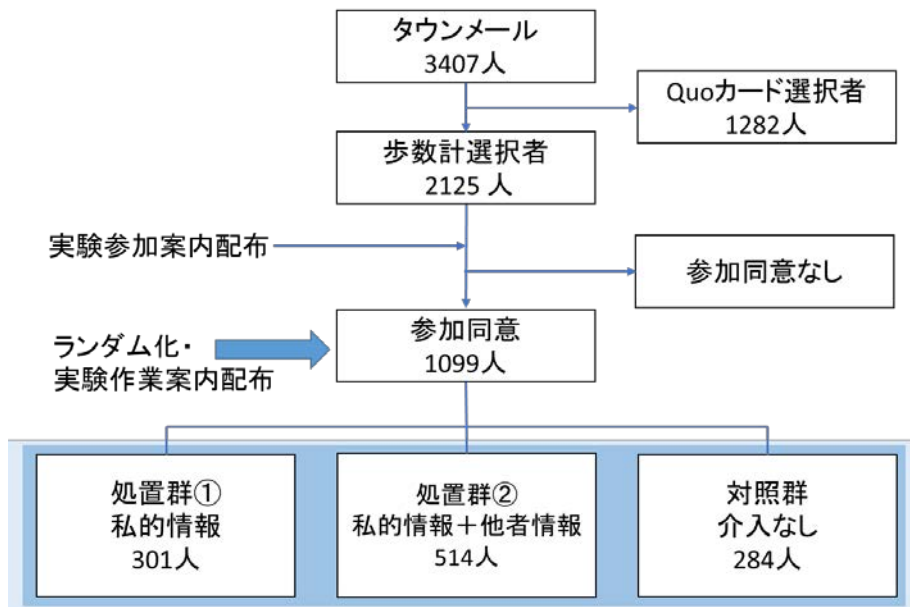 タウンメール
3407人
Quoカード選択者
1282人
歩数計選択者
2125 人
実験参加案内配布
参加同意なし
参加同意
1099人
ランダム化・
実験作業案内配布
処置群①
私的情報
301人
処置群②
私的情報＋他者情報
514人
対照群
介入なし
284人